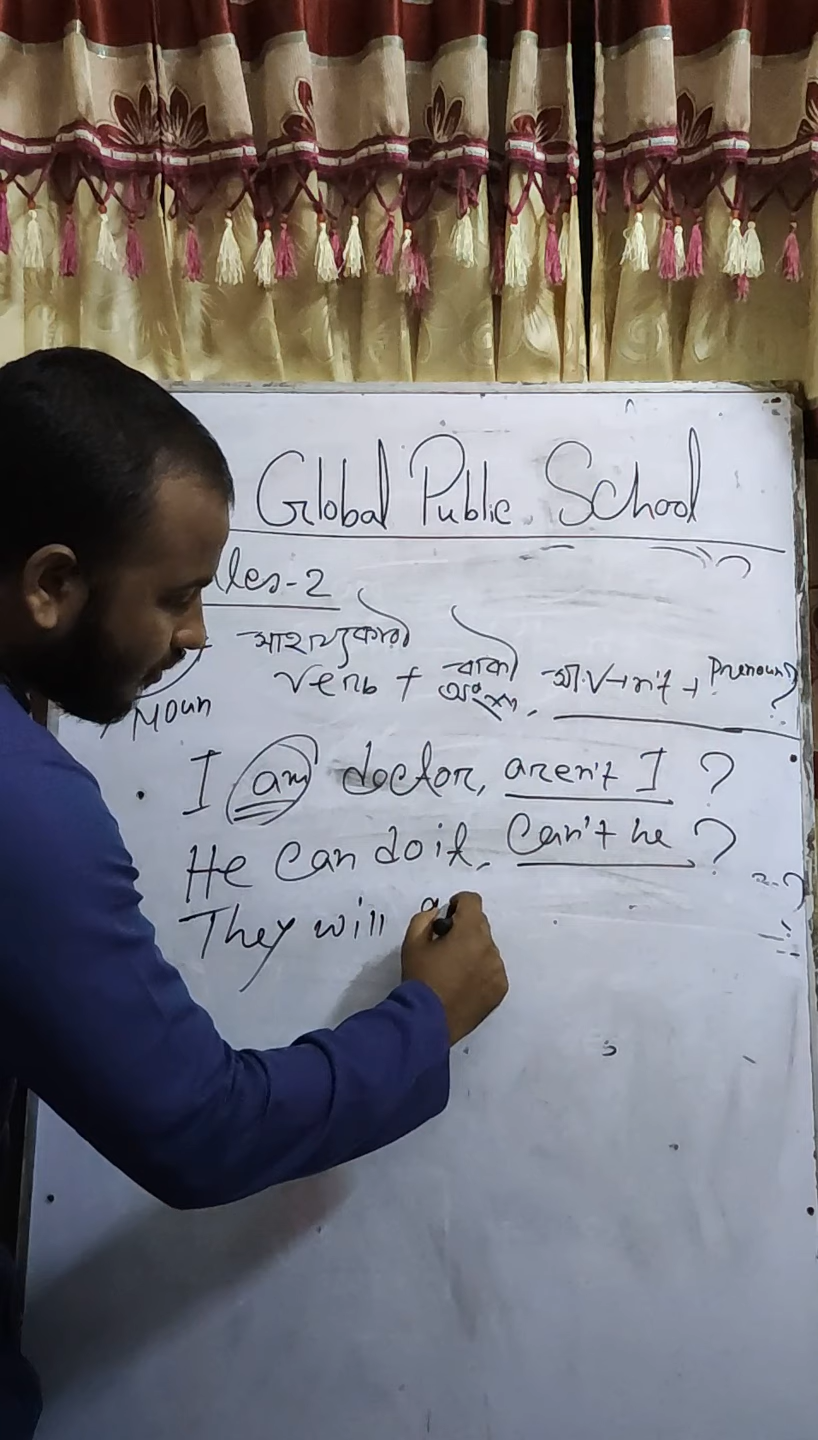 Global Public School
les-2
সাহায্যকারী
verb + বাকী অংশ, সা.v+n't + Pronoun?
Noun
I am doctor, aren't I ?
He can do it, Can't he ?
They will